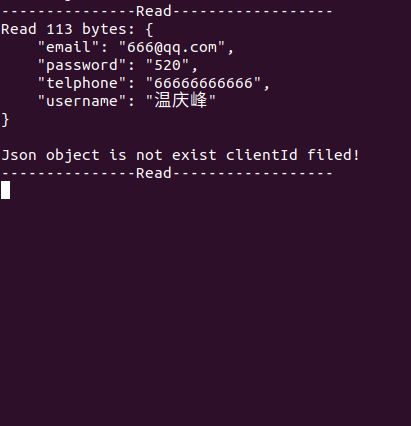 ---------------Read------------------
Read 113 bytes: {
    "email": "666@qq.com",
    "password": "520",
    "telphone": "66666666666",
    "username": "温庆峰"
}
Json object is not exist clientId filed!
---------------Read------------------